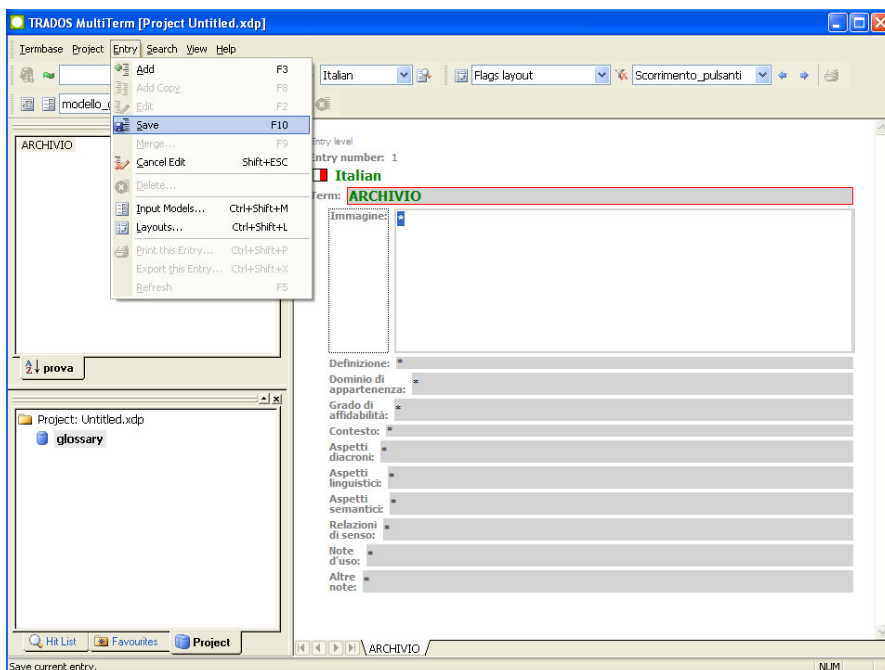 TRADOS MultiTerm [Project Untitled.xdp]
Termbase Project Entry Search View Help
Italian Flags layout Scorrimento_pulsanti
Add F3
Add Copy F8
Edit F2
Save F10
Merge... F9
Cancel Edit Shift+ESC
Delete...
Input Models... Ctrl+Shift+M
Layouts... Ctrl+Shift+L
Print this Entry... Ctrl+Shift+P
Export this Entry... Ctrl+Shift+X
Refresh F5
ARCHIVIO
prova
Project: Untitled.xdp
glossary
Hit List Favourites Project
Entry level
Entry number: 1
Italian
Term: ARCHIVIO
Immagine: *
Definizione: *
Dominio di
appartenenza: *
Grado di
affidabilità: *
Contesto: *
Aspetti
diacroni: *
Aspetti
linguistici: *
Aspetti
semantici: *
Relazioni
di senso: *
Note
d'uso: *
Altre
note: *
ARCHIVIO
Save current entry. NUM